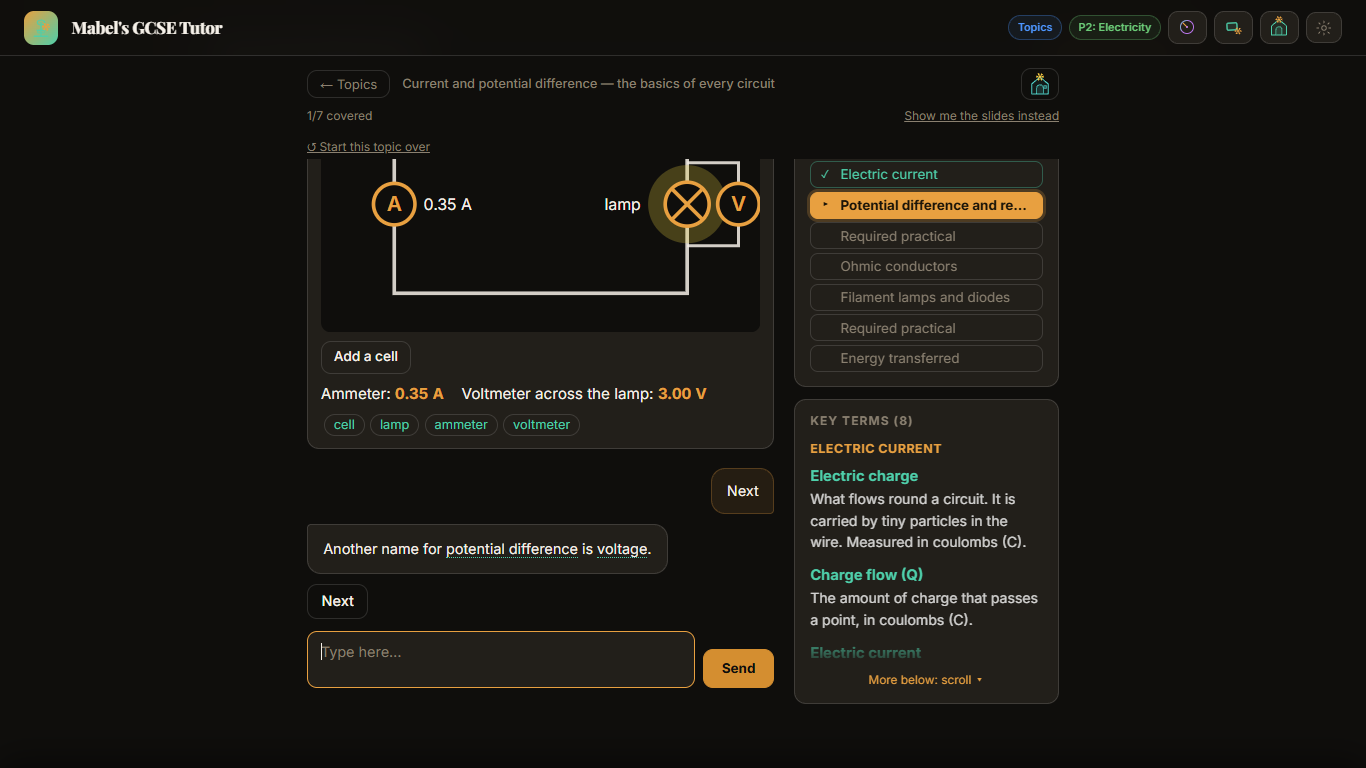 Mabel's GCSE Tutor
Topics
P2: Electricity
← Topics
Current and potential difference — the basics of every circuit
1/7 covered
Show me the slides instead
↺ Start this topic over
A
0.35 A
lamp
V
Add a cell
Ammeter: 0.35 A Voltmeter across the lamp: 3.00 V
cell
lamp
ammeter
voltmeter
Next
Another name for potential difference is voltage.
Next
Type here...
Send
✓ Electric current
▸ Potential difference and re...
Required practical
Ohmic conductors
Filament lamps and diodes
Required practical
Energy transferred
KEY TERMS (8)
ELECTRIC CURRENT
Electric charge
What flows round a circuit. It is
carried by tiny particles in the
wire. Measured in coulombs (C).
Charge flow (Q)
The amount of charge that passes
a point, in coulombs (C).
Electric current
More below: scroll ▾